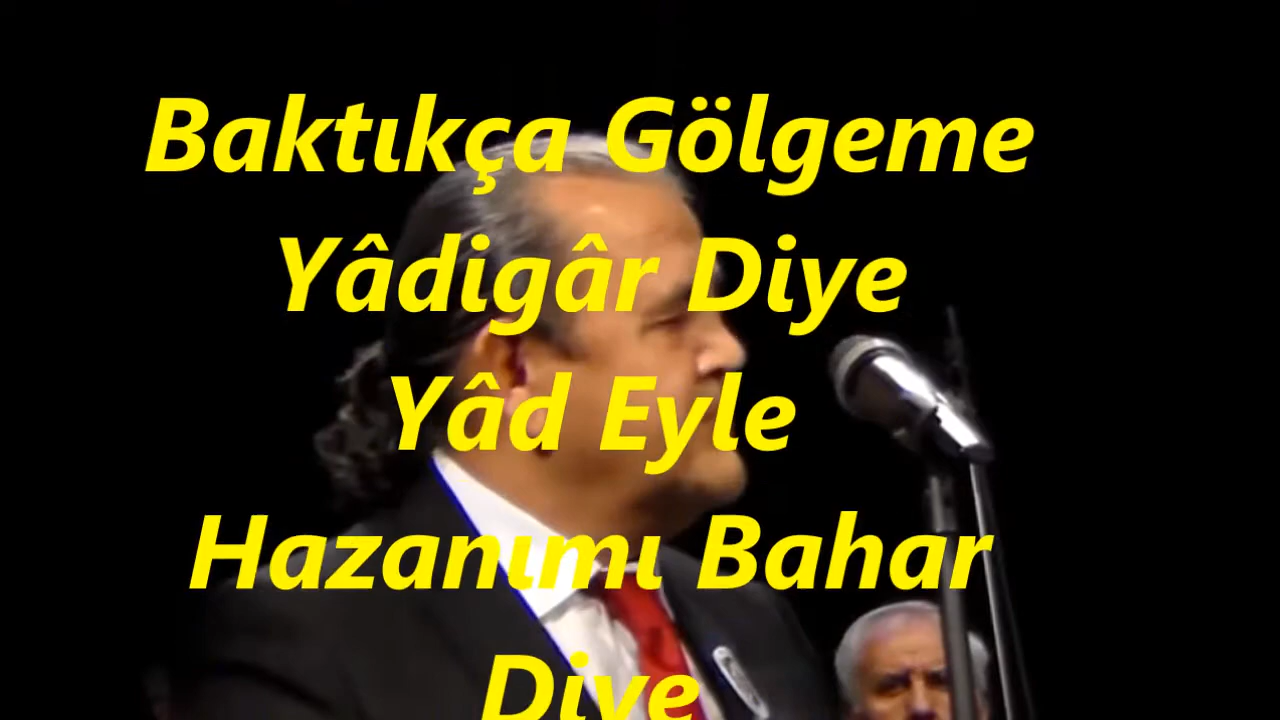 Baktıkça Gölgeme
Yâdigâr Diye
Yâd Eyle
Hazanımı Bahar
Diye